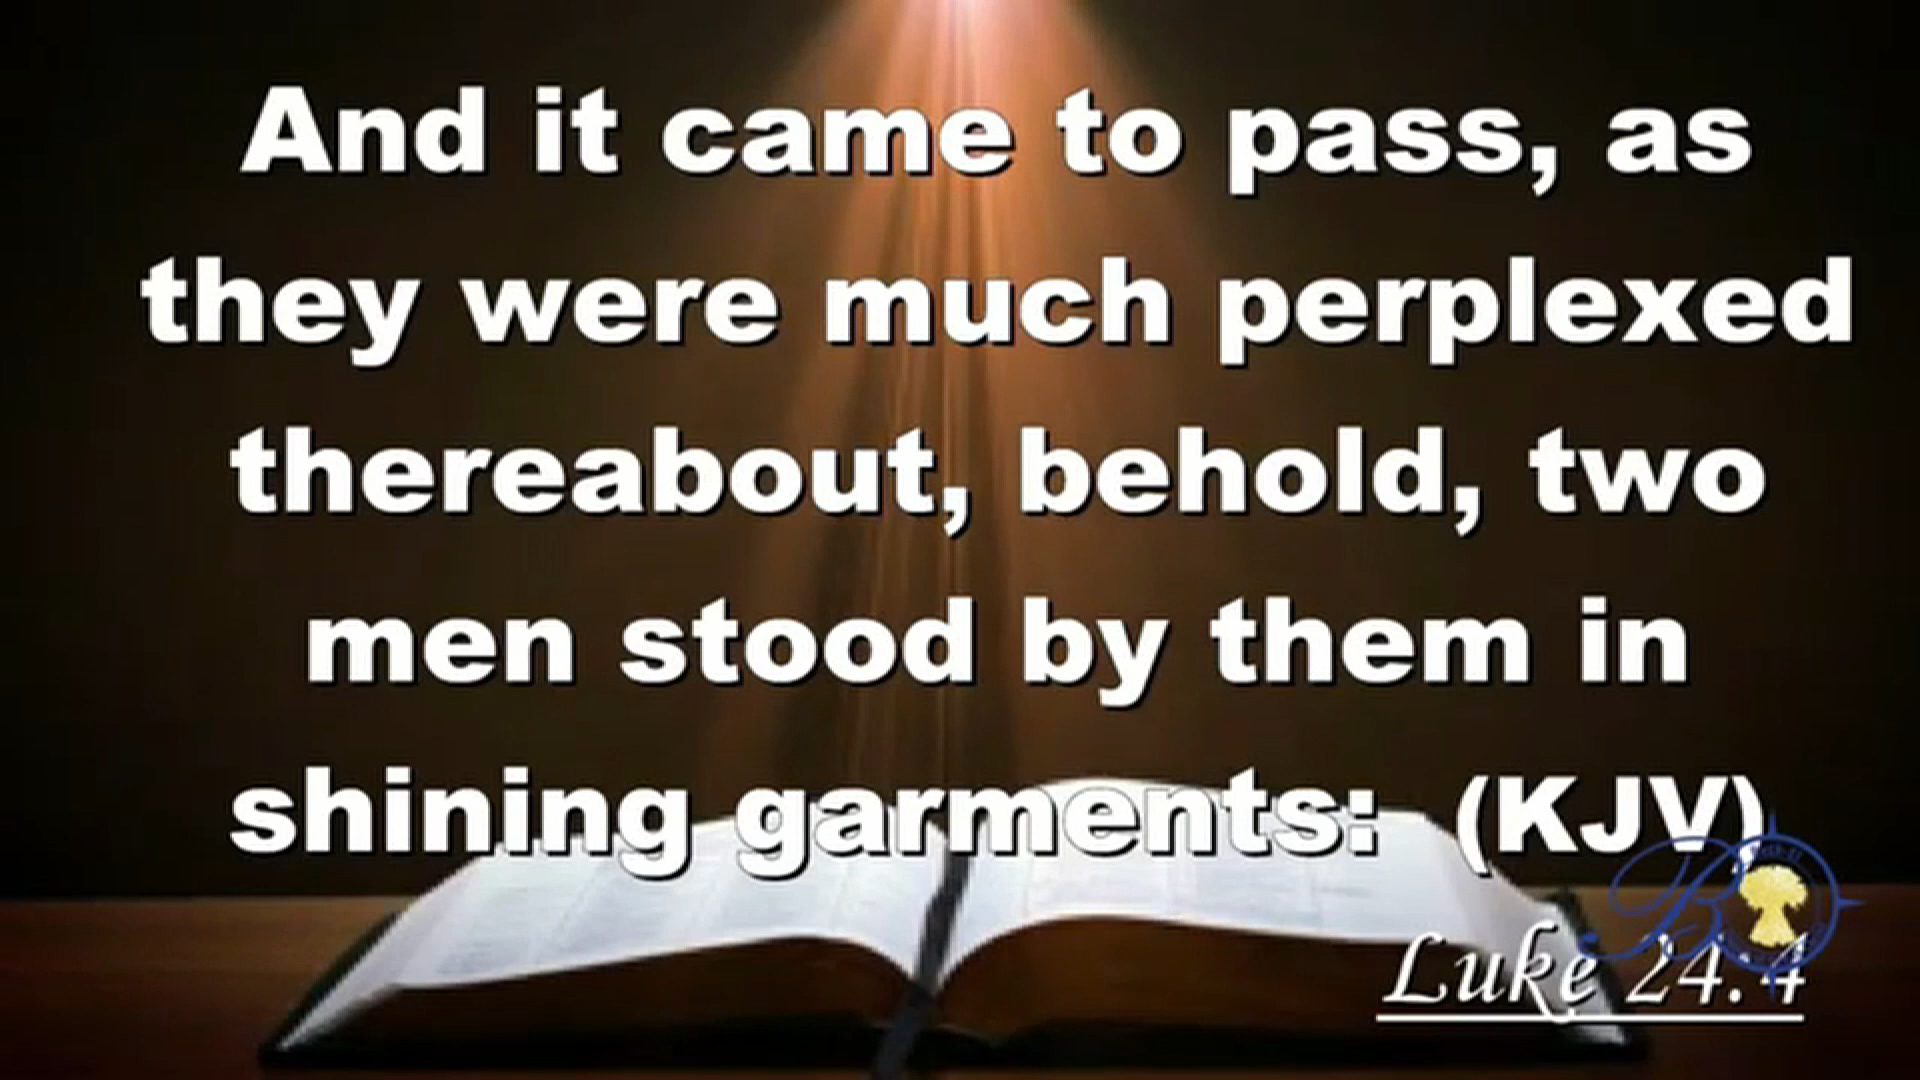 And it came to pass, as
they were much perplexed
thereabout, behold, two
men stood by them in
shining garments: (KJV)
Luke 24:4